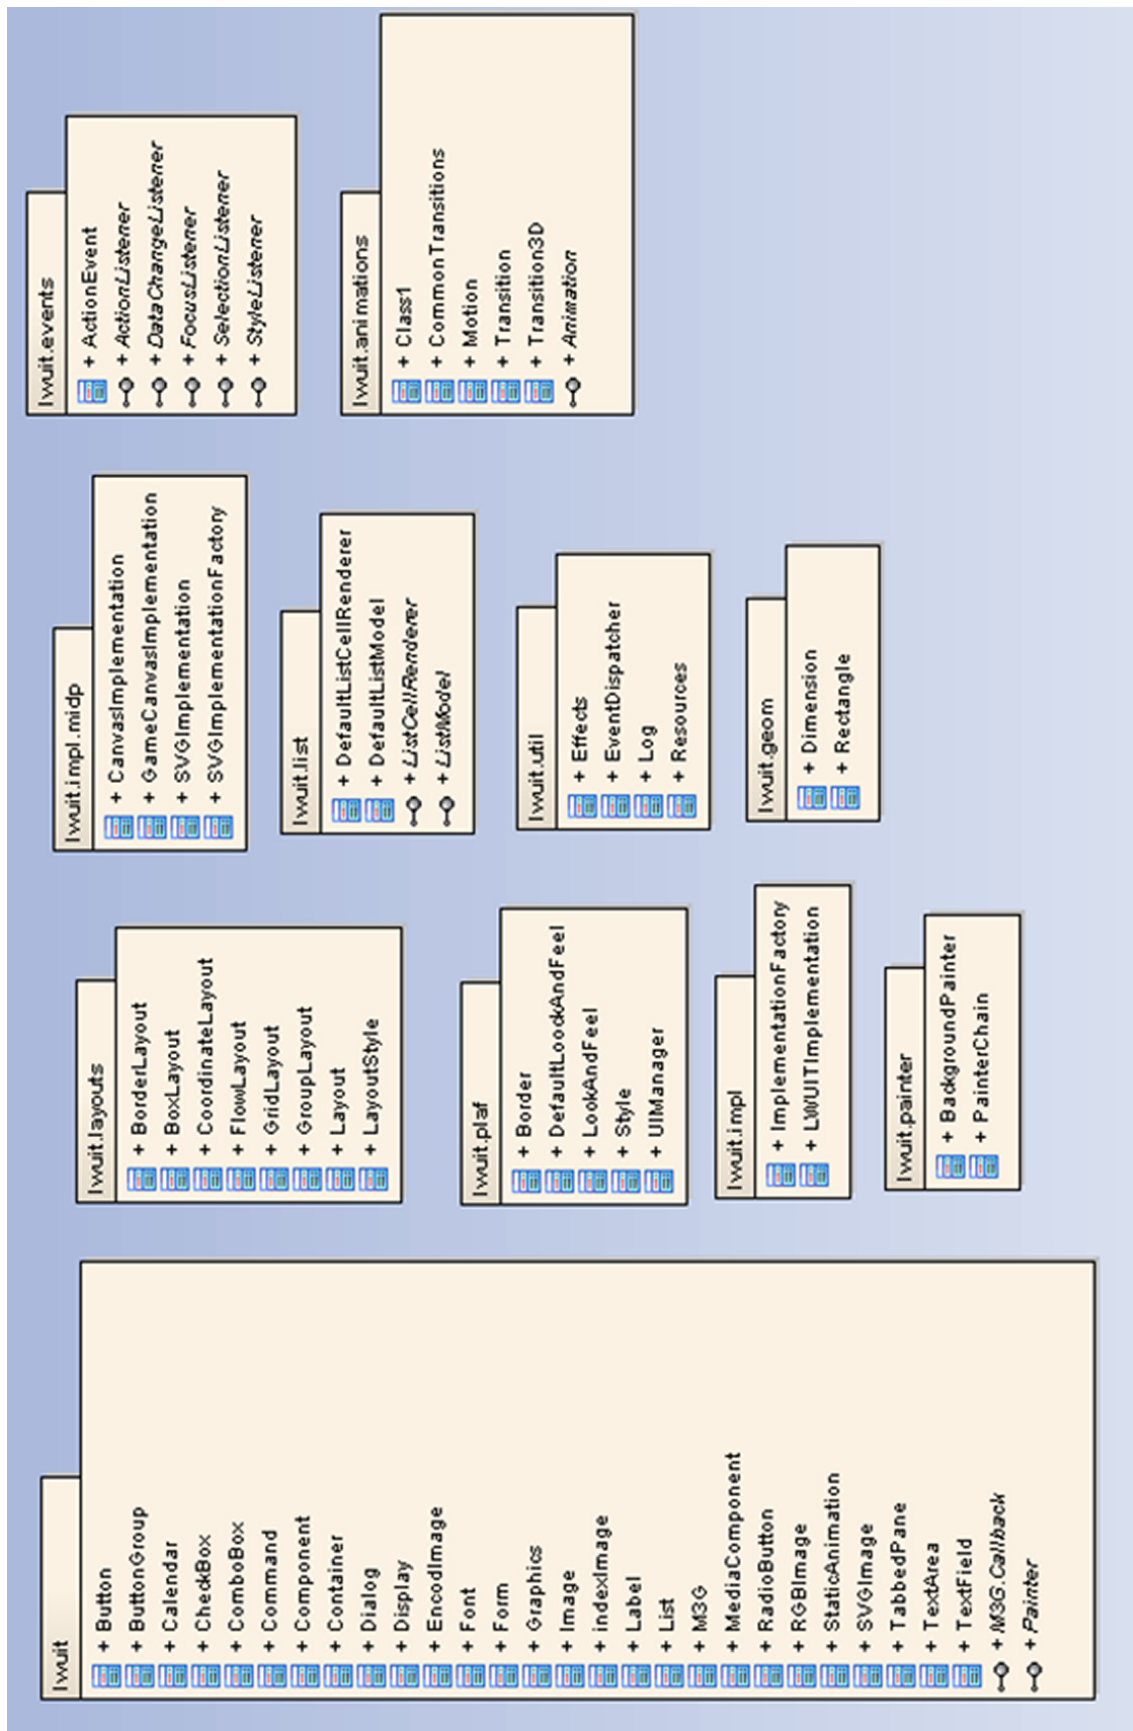 lwuit
+ Button
+ ButtonGroup
+ Calendar
+ CheckBox
+ ComboBox
+ Command
+ Component
+ Container
+ Dialog
+ Display
+ EncodImage
+ Font
+ Form
+ Graphics
+ Image
+ indexImage
+ Label
+ List
+ M3G
+ MediaComponent
+ RadioButton
+ RGBImage
+ StaticAnimation
+ SVGImage
+ TabbedPane
+ TextArea
+ TextField
+ M3G.Callback
+ Painter
lwuit.layouts
+ BorderLayout
+ BoxLayout
+ CoordinateLayout
+ FlowLayout
+ GridLayout
+ GroupLayout
+ Layout
+ LayoutStyle
lwuit.plaf
+ Border
+ DefaultLoockAndFeel
+ LookAndFeel
+ Style
+ UIManager
lwuit.impl
+ ImplementationFactory
+ LWUITImplementation
lwuit.painter
+ BackgroundPainter
+ PainterChain
lwuit.impl.midp
+ CanvasImplementation
+ GameCanvasImplementation
+ SVGImplementation
+ SVGImplementationFactory
lwuit.list
+ DefaultListCellRenderer
+ DefaultListModel
+ ListCellRenderer
+ ListModel
lwuit.util
+ Effects
+ EventDispatcher
+ Log
+ Resources
lwuit.geom
+ Dimension
+ Rectangle
lwuit.events
+ ActionEvent
+ ActionListener
+ DataChangeListener
+ FocusListener
+ SelectionListener
+ StyleListener
lwuit.animations
+ Class1
+ CommonTransitions
+ Motion
+ Transition
+ Transition3D
+ Animation